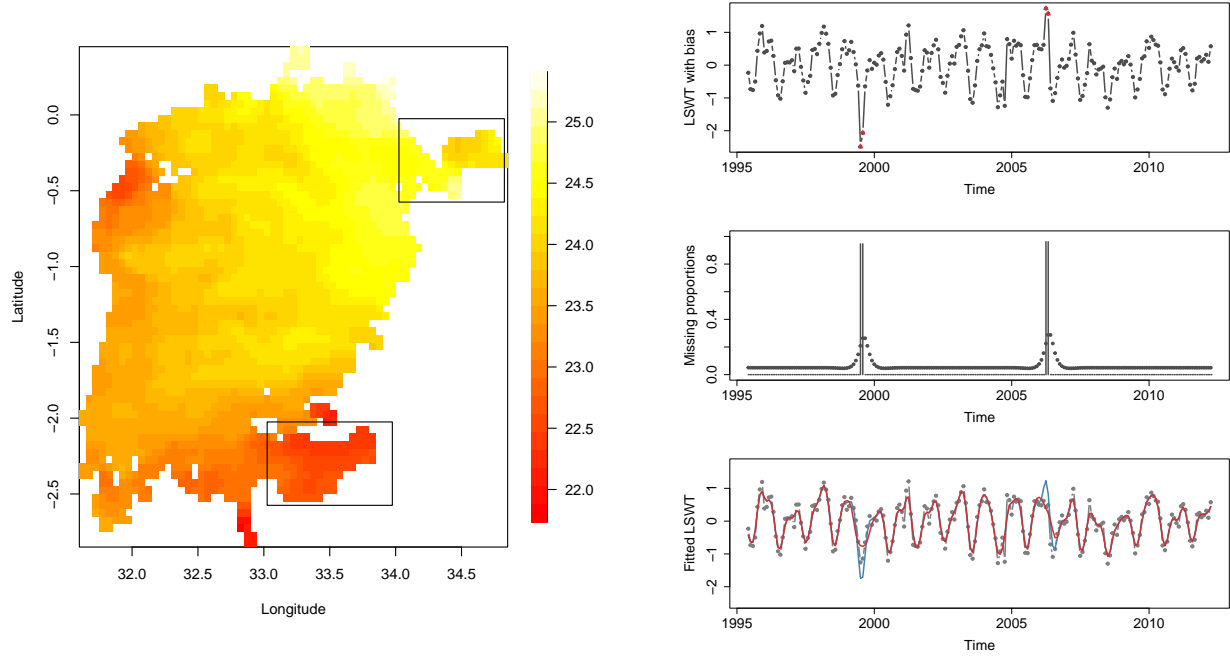 Latitude
0.0
−0.5
−1.0
−1.5
−2.0
−2.5
32.0 32.5 33.0 33.5 34.0 34.5
Longitude
25.0
24.5
24.0
23.5
23.0
22.5
22.0
LSWT with bias
1
0
−1
−2
1995 2000 2005 2010
Time
Missing proportions
0.8
0.4
0.0
1995 2000 2005 2010
Time
Fitted LSWT
1
0
−1
−2
1995 2000 2005 2010
Time